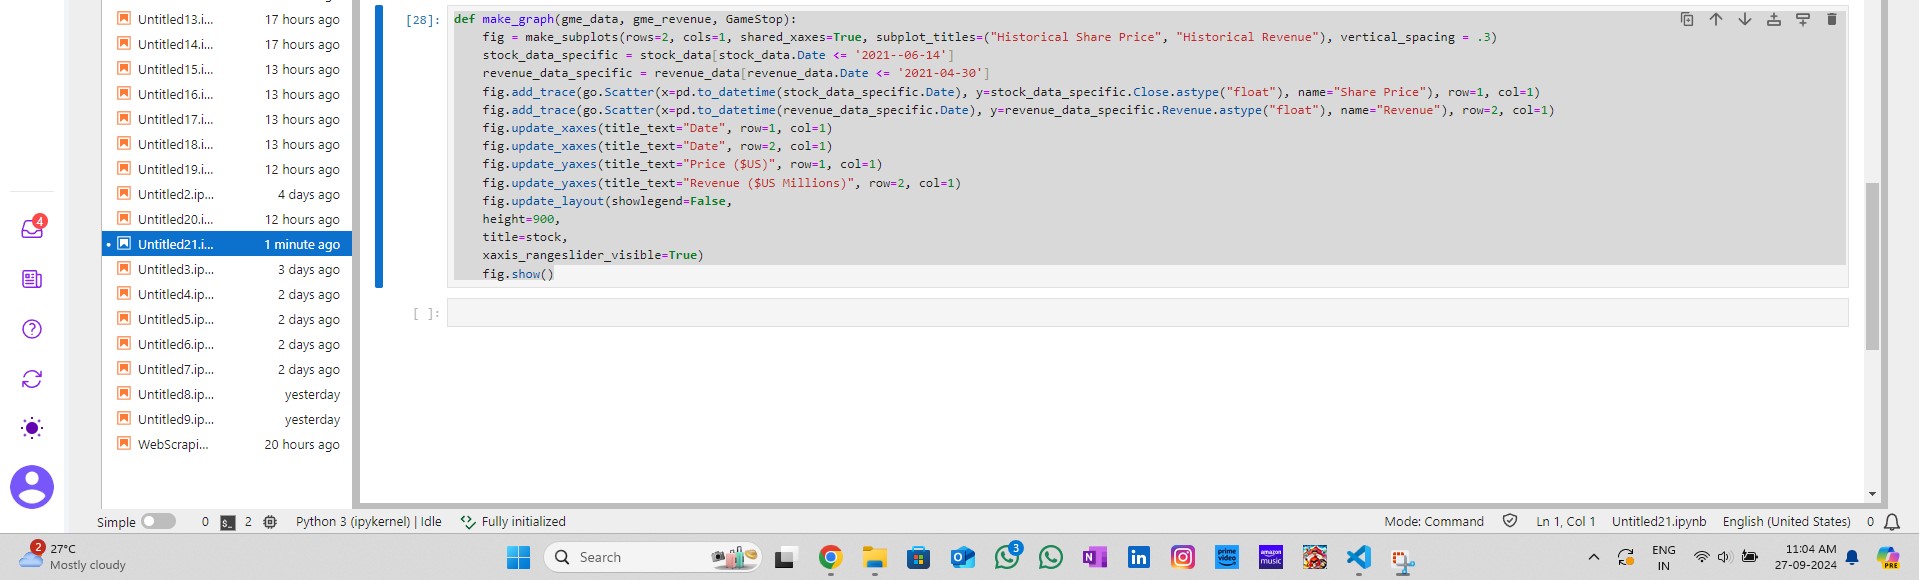 Untitled13.i... 17 hours ago
Untitled14.i... 17 hours ago
Untitled15.i... 13 hours ago
Untitled16.i... 13 hours ago
Untitled17.i... 13 hours ago
Untitled18.i... 13 hours ago
Untitled19.i... 12 hours ago
Untitled2.ip... 4 days ago
Untitled20.i... 12 hours ago
Untitled21.i... 1 minute ago
Untitled3.ip... 3 days ago
Untitled4.ip... 2 days ago
Untitled5.ip... 2 days ago
Untitled6.ip... 2 days ago
Untitled7.ip... 2 days ago
Untitled8.ip... yesterday
Untitled9.ip... yesterday
WebScrapi... 20 hours ago
4
[28]:
def make_graph(gme_data, gme_revenue, GameStop):
    fig = make_subplots(rows=2, cols=1, shared_xaxes=True, subplot_titles=("Historical Share Price", "Historical Revenue"), vertical_spacing = .3)
    stock_data_specific = stock_data[stock_data.Date <= '2021--06-14']
    revenue_data_specific = revenue_data[revenue_data.Date <= '2021-04-30']
    fig.add_trace(go.Scatter(x=pd.to_datetime(stock_data_specific.Date), y=stock_data_specific.Close.astype("float"), name="Share Price"), row=1, col=1)
    fig.add_trace(go.Scatter(x=pd.to_datetime(revenue_data_specific.Date), y=revenue_data_specific.Revenue.astype("float"), name="Revenue"), row=2, col=1)
    fig.update_xaxes(title_text="Date", row=1, col=1)
    fig.update_xaxes(title_text="Date", row=2, col=1)
    fig.update_yaxes(title_text="Price ($US)", row=1, col=1)
    fig.update_yaxes(title_text="Revenue ($US Millions)", row=2, col=1)
    fig.update_layout(showlegend=False,
    height=900,
    title=stock,
    xaxis_rangeslider_visible=True)
    fig.show()
[ ]:
Simple 0 $_ 2 Python 3 (ipykernel) | Idle Fully initialized Mode: Command Ln 1, Col 1 Untitled21.ipynb English (United States) 0
2 27°C
Mostly cloudy
Search
3
N
in
prime video
amazon music
ENG
IN
11:04 AM
27-09-2024
PRE